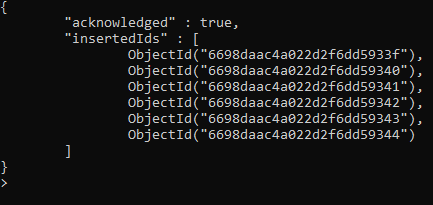 {
        "acknowledged" : true,
        "insertedIds" : [
                ObjectId("6698daac4a022d2f6dd5933f"),
                ObjectId("6698daac4a022d2f6dd59340"),
                ObjectId("6698daac4a022d2f6dd59341"),
                ObjectId("6698daac4a022d2f6dd59342"),
                ObjectId("6698daac4a022d2f6dd59343"),
                ObjectId("6698daac4a022d2f6dd59344")
        ]
}
>